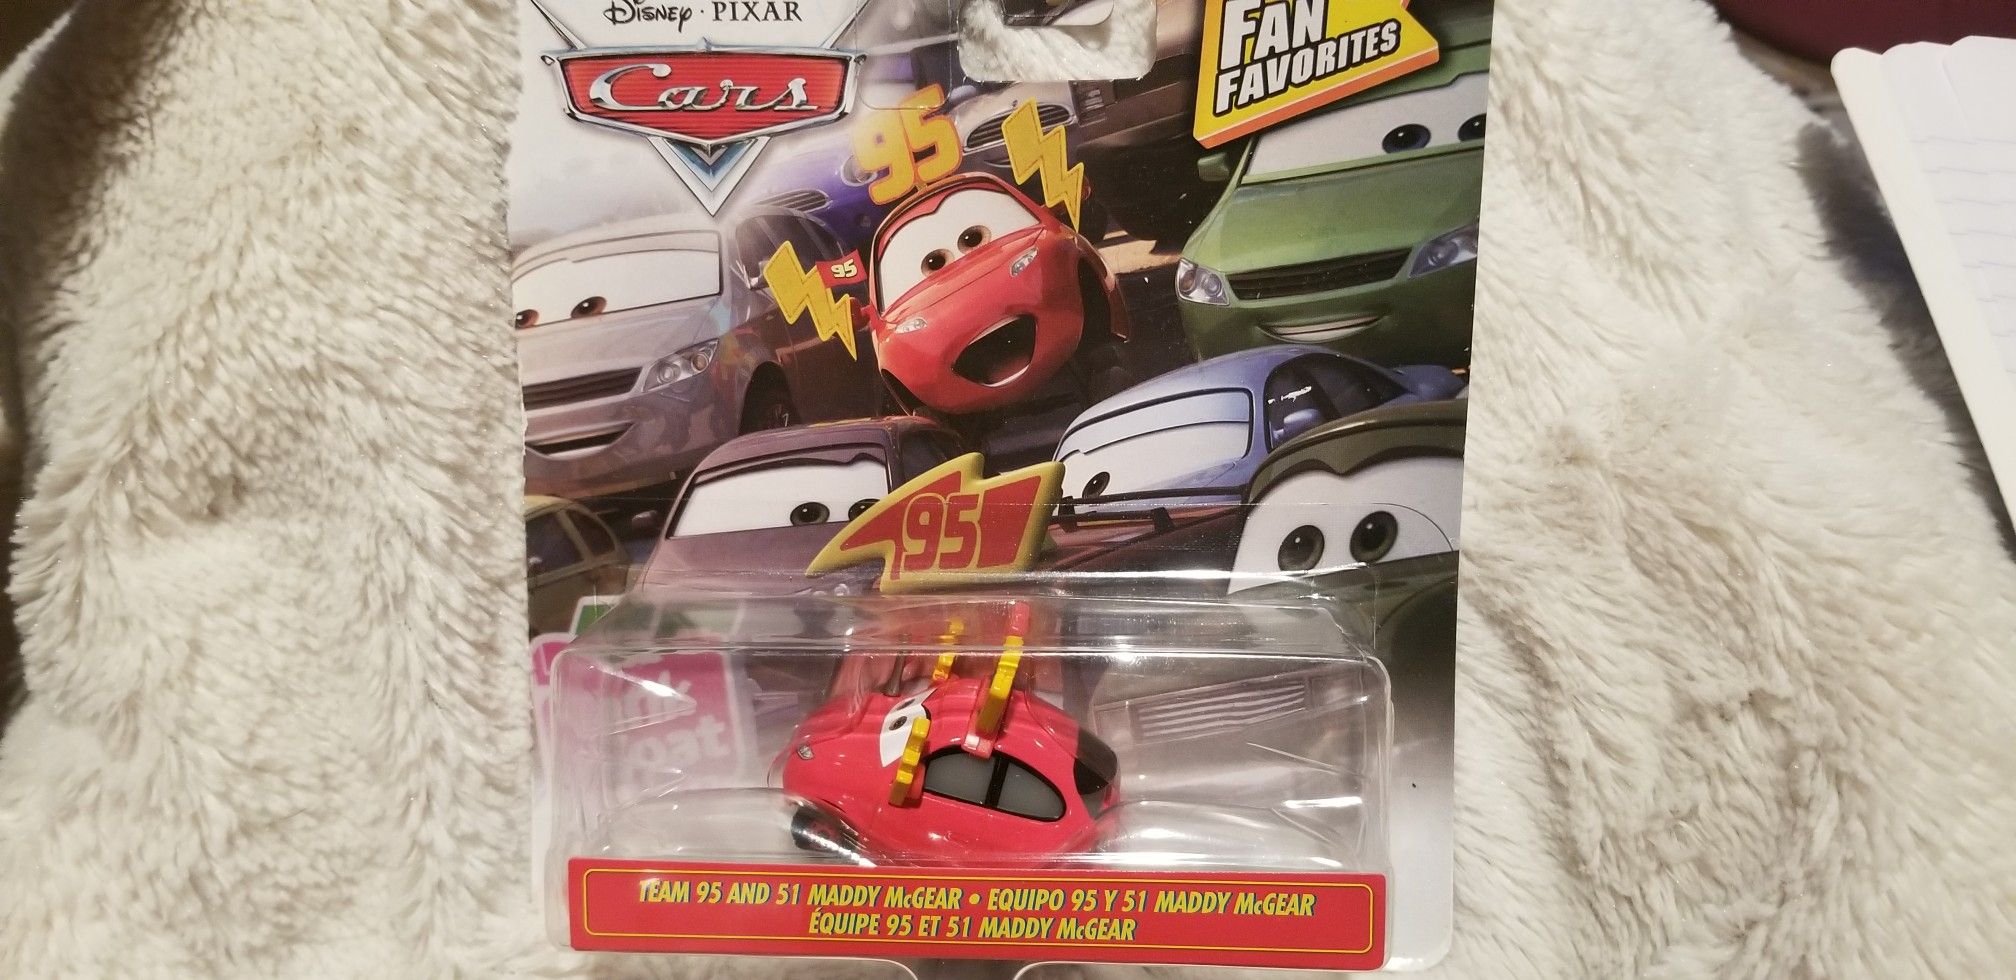 DISNEY · PIXAR
Cars
FAN
FAVORITES
95
95
95
TEAM 95 AND 51 MADDY McGEAR • EQUIPO 95 Y 51 MADDY McGEAR
ÉQUIPE 95 ET 51 MADDY McGEAR